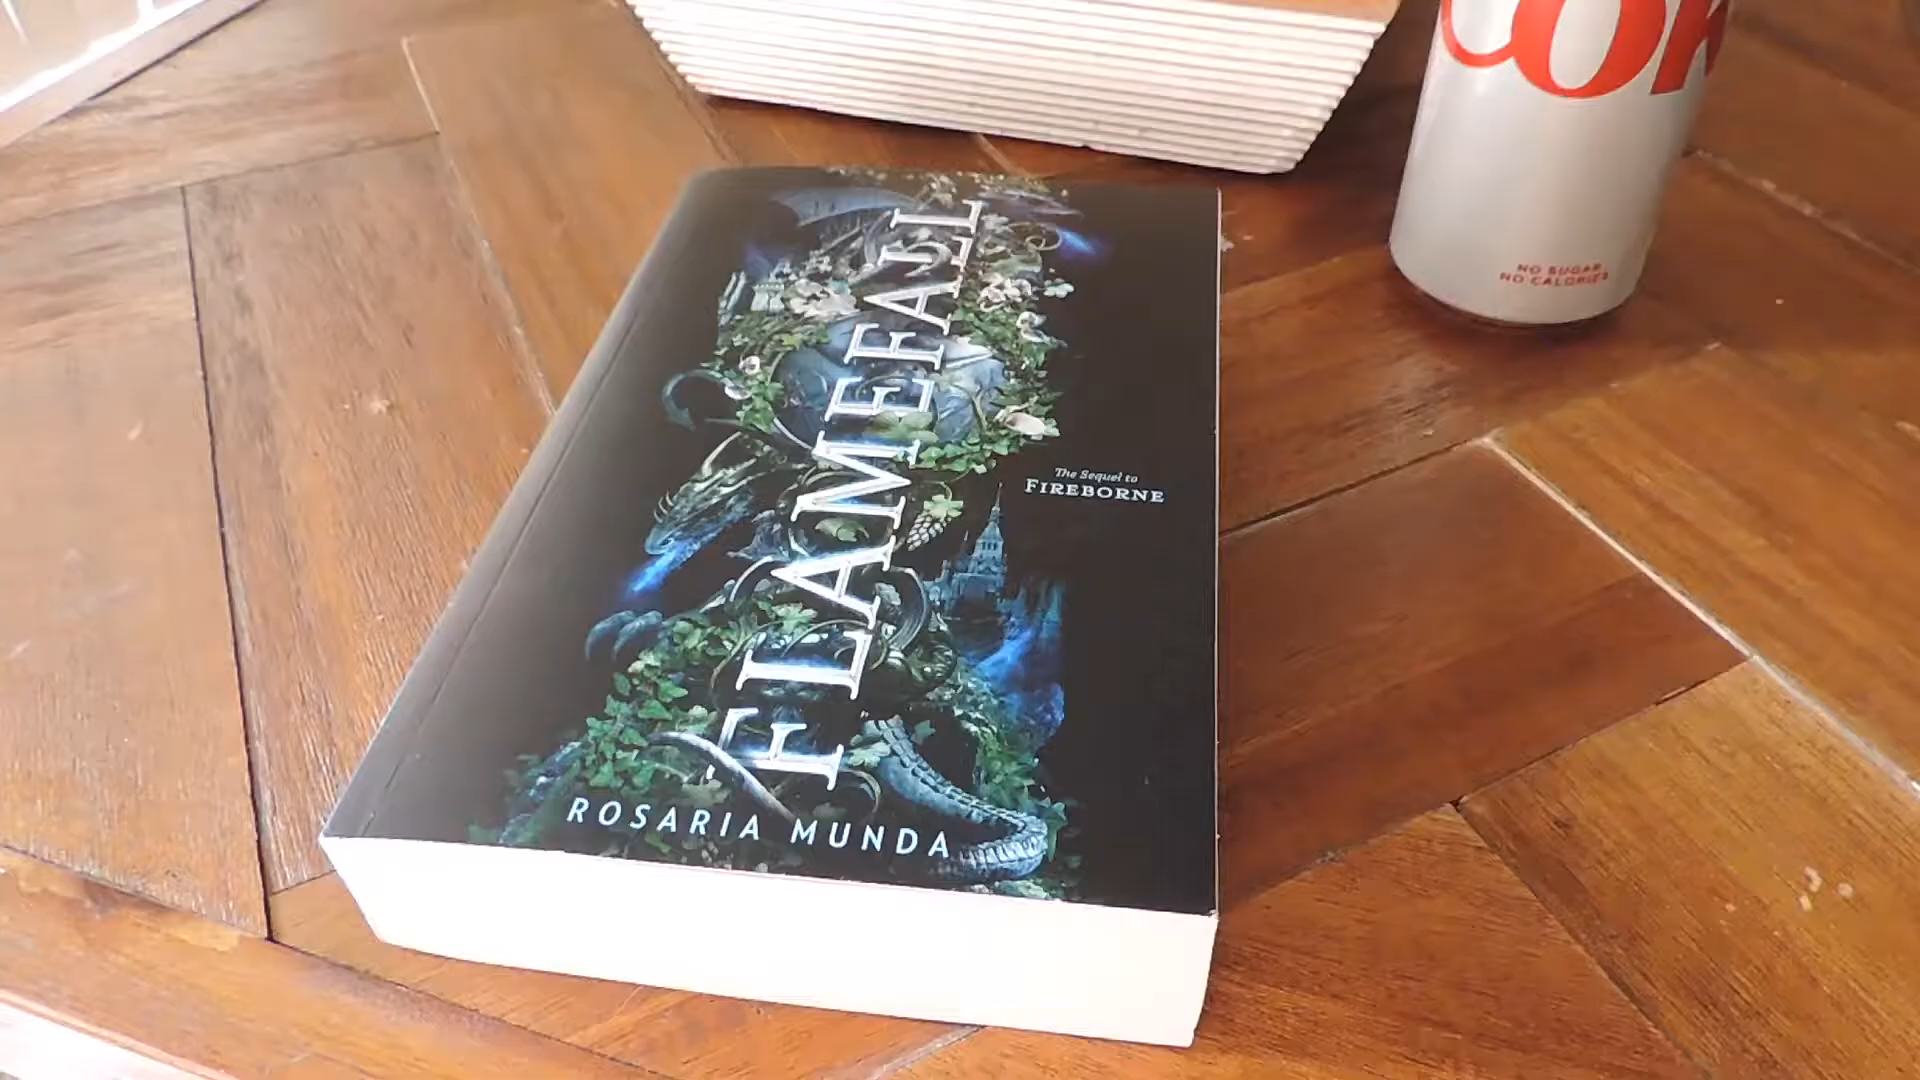 FLAMEFALL
The Sequel to
FIREBORNE
ROSARIA MUNDA
NO SUGAR
NO CALORIES